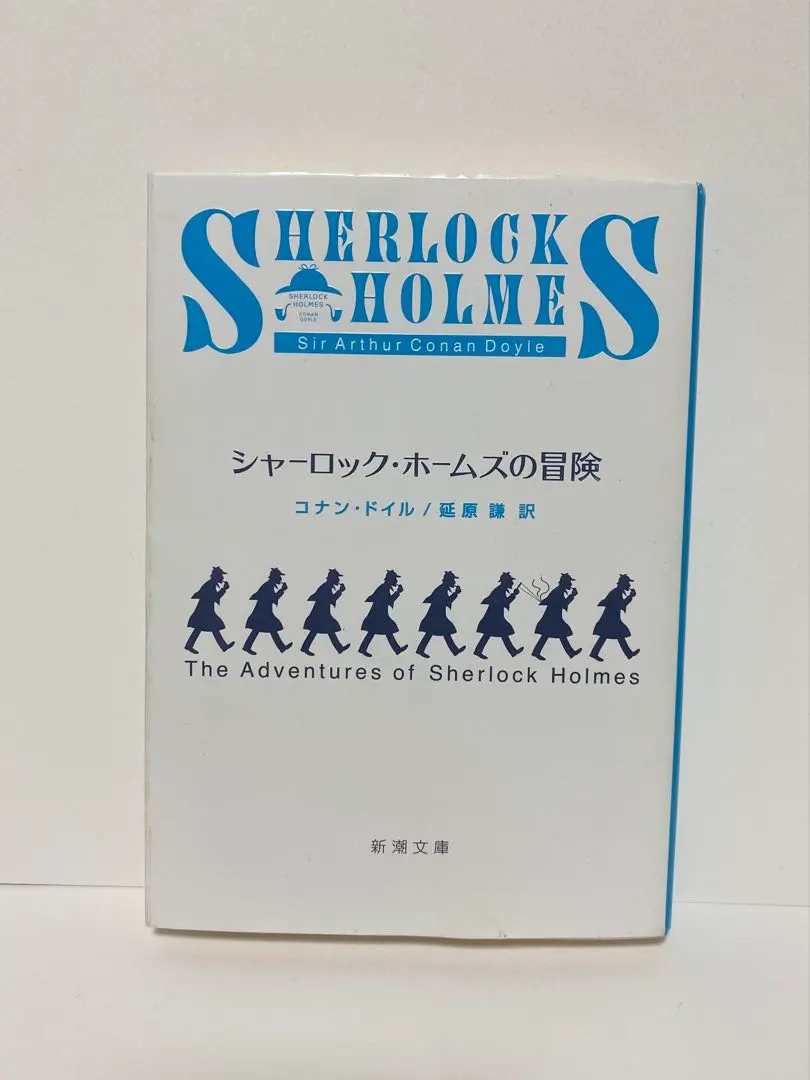 SHERLOCK
HOLMES
SHERLOCK
HOLMES
CONAN
DOYLE
Sir Arthur Conan Doyle
シャーロック・ホームズの冒険
コナン・ドイル/延原 謙 訳
The Adventures of Sherlock Holmes
新潮文庫